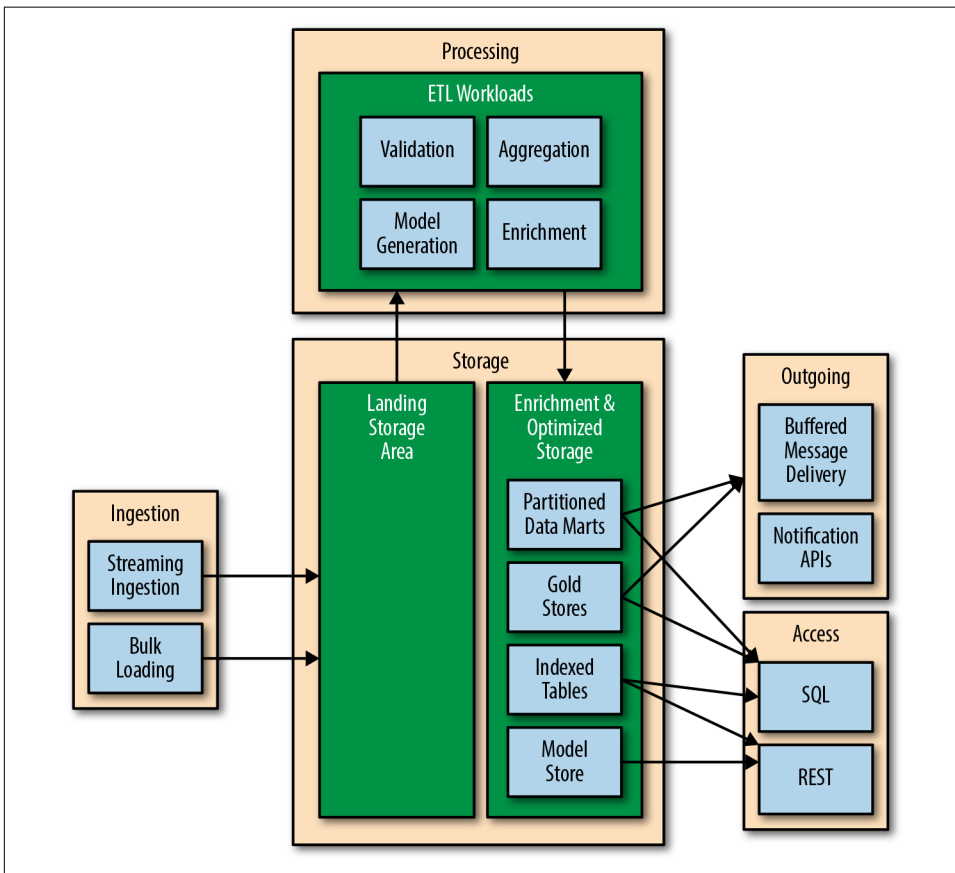 Processing
ETL Workloads
Validation
Aggregation
Model
Generation
Enrichment
Storage
Landing
Storage
Area
Enrichment &
Optimized
Storage
Partitioned
Data Marts
Gold
Stores
Indexed
Tables
Model
Store
Ingestion
Streaming
Ingestion
Bulk
Loading
Outgoing
Buffered
Message
Delivery
Notification
APIs
Access
SQL
REST